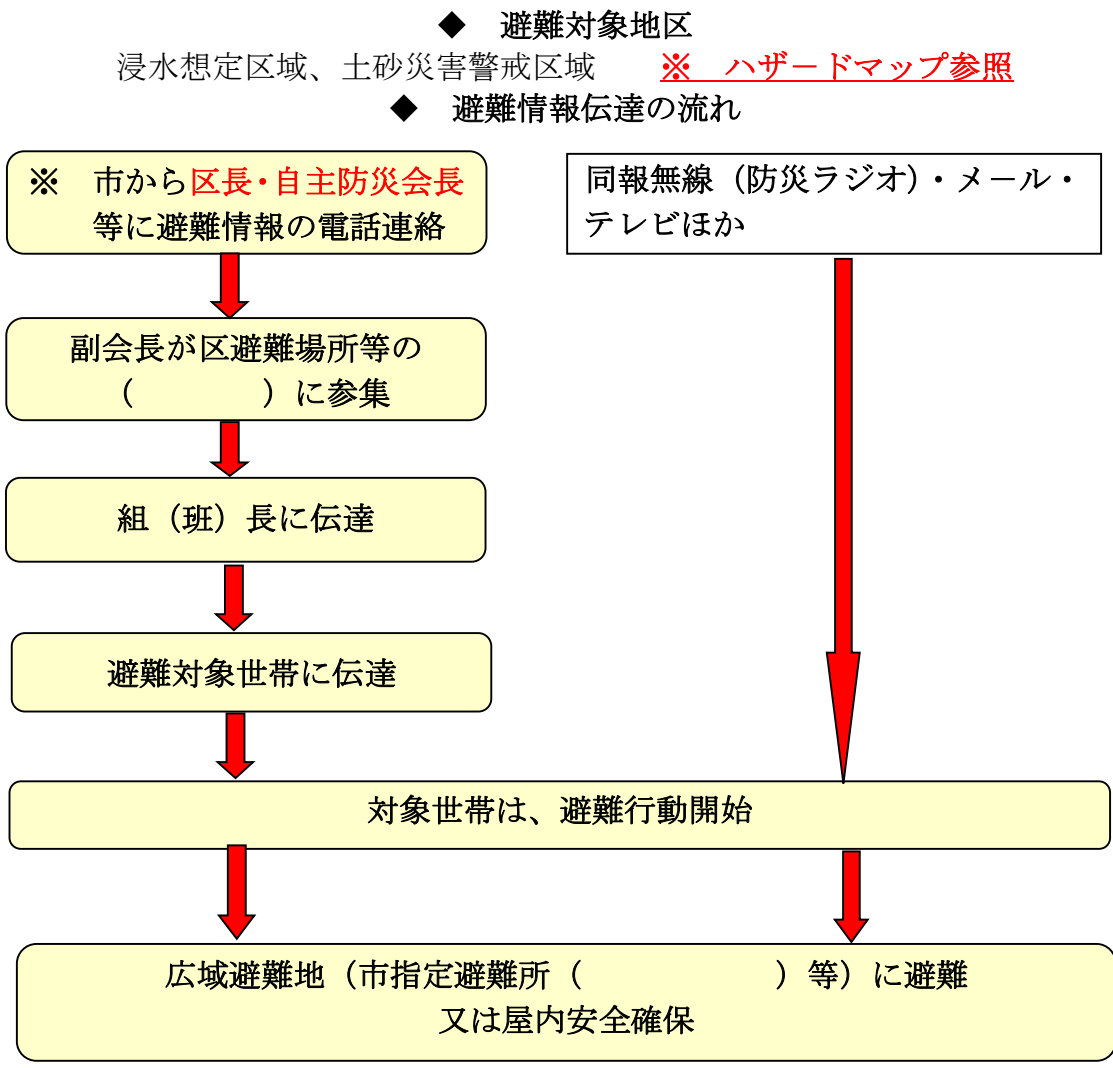 ◆　避難対象地区
浸水想定区域、土砂災害警戒区域　　※　ハザードマップ参照
◆　避難情報伝達の流れ
※　市から区長・自主防災会長
等に避難情報の電話連絡
同報無線（防災ラジオ）・メール・
テレビほか
副会長が区避難場所等の
（　　　　）に参集
組（班）長に伝達
避難対象世帯に伝達
対象世帯は、避難行動開始
広域避難地（市指定避難所（　　　　　　）等）に避難
又は屋内安全確保